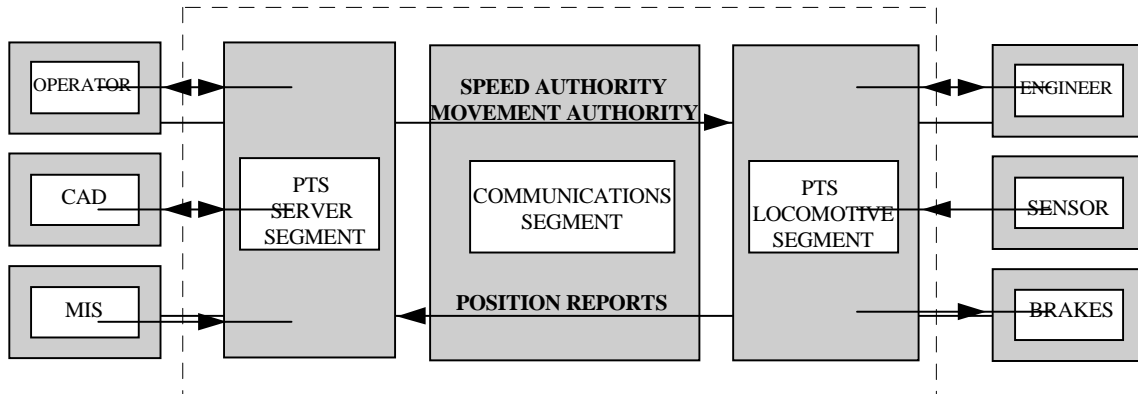 OPERATOR
CAD
MIS
PTS
SERVER
SEGMENT
SPEED AUTHORITY
MOVEMENT AUTHORITY
COMMUNICATIONS
SEGMENT
POSITION REPORTS
PTS
LOCOMOTIVE
SEGMENT
ENGINEER
SENSOR
BRAKES